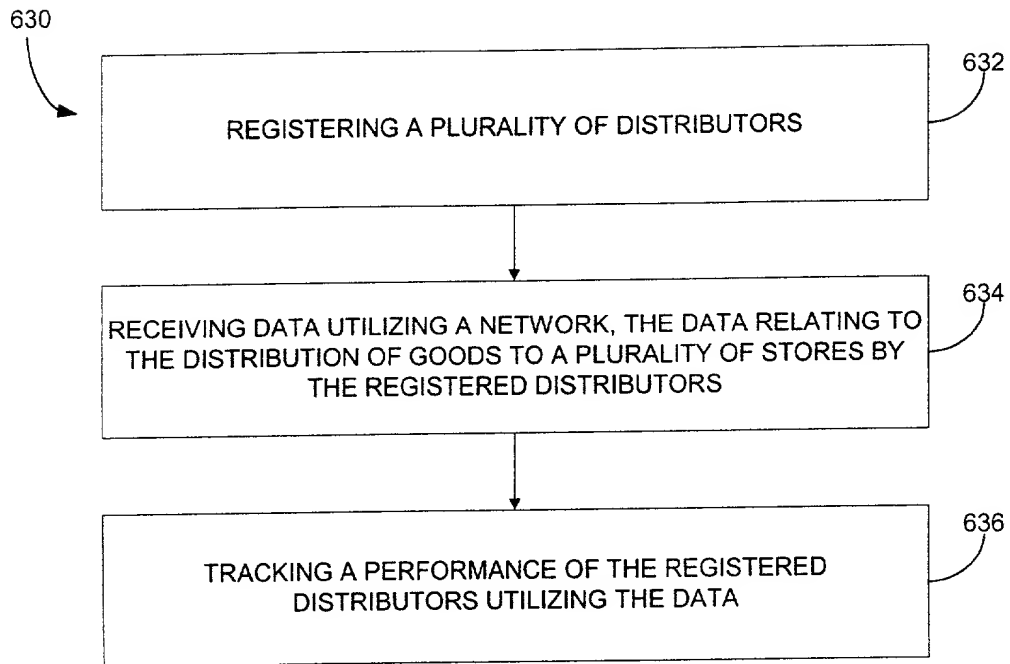 630
632
REGISTERING A PLURALITY OF DISTRIBUTORS
634
RECEIVING DATA UTILIZING A NETWORK, THE DATA RELATING TO
THE DISTRIBUTION OF GOODS TO A PLURALITY OF STORES BY
THE REGISTERED DISTRIBUTORS
636
TRACKING A PERFORMANCE OF THE REGISTERED
DISTRIBUTORS UTILIZING THE DATA